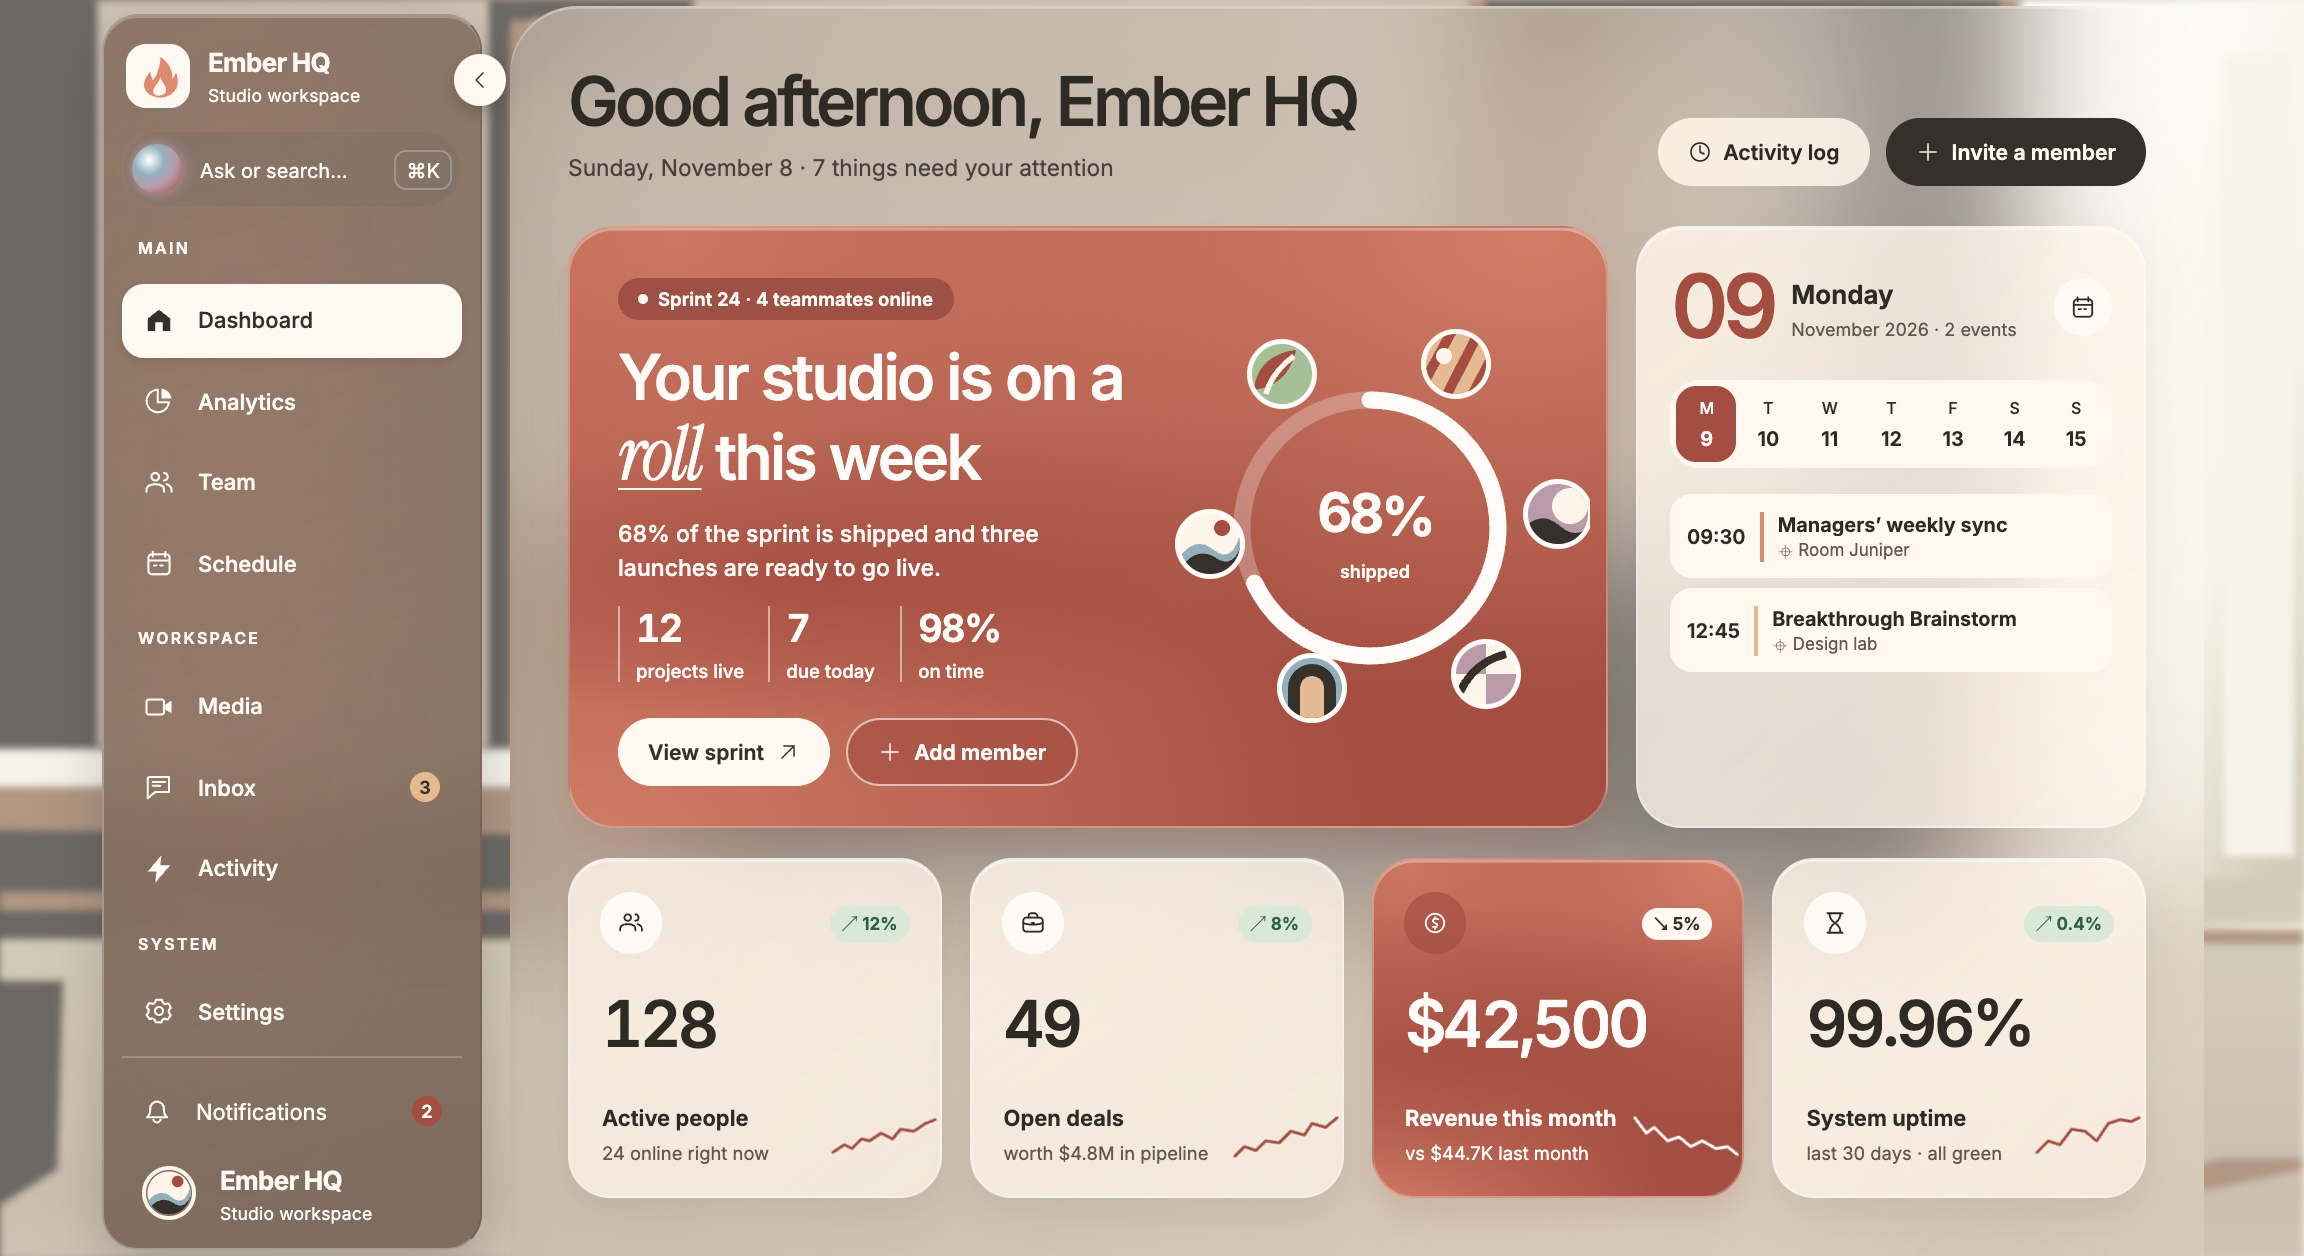 Ember HQ
Studio workspace
Ask or search...
⌘K
MAIN
Dashboard
Analytics
Team
Schedule
WORKSPACE
Media
Inbox
3
Activity
SYSTEM
Settings
Notifications
2
Ember HQ
Studio workspace
Good afternoon, Ember HQ
Sunday, November 8 · 7 things need your attention
Activity log
Invite a member
Sprint 24 · 4 teammates online
Your studio is on a
roll this week
68% of the sprint is shipped and three
launches are ready to go live.
12
projects live
7
due today
98%
on time
View sprint
Add member
68%
shipped
09
Monday
November 2026 · 2 events
M T W T F S S
9 10 11 12 13 14 15
09:30
Managers’ weekly sync
Room Juniper
12:45
Breakthrough Brainstorm
Design lab
12%
128
Active people
24 online right now
8%
49
Open deals
worth $4.8M in pipeline
5%
$42,500
Revenue this month
vs $44.7K last month
0.4%
99.96%
System uptime
last 30 days · all green